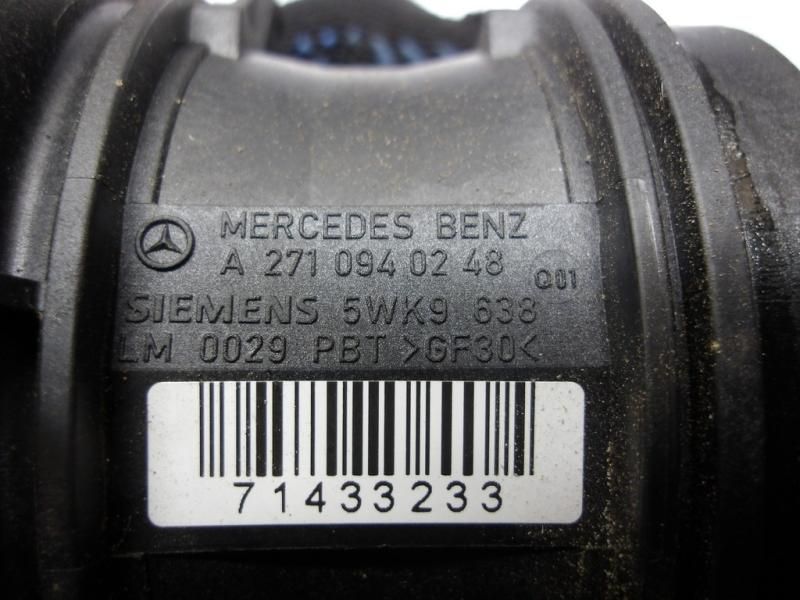 MERCEDES BENZ
A 271 094 02 48 Q01
SIEMENS 5WK9 638
LM 0029 PBT >GF30<
71433233